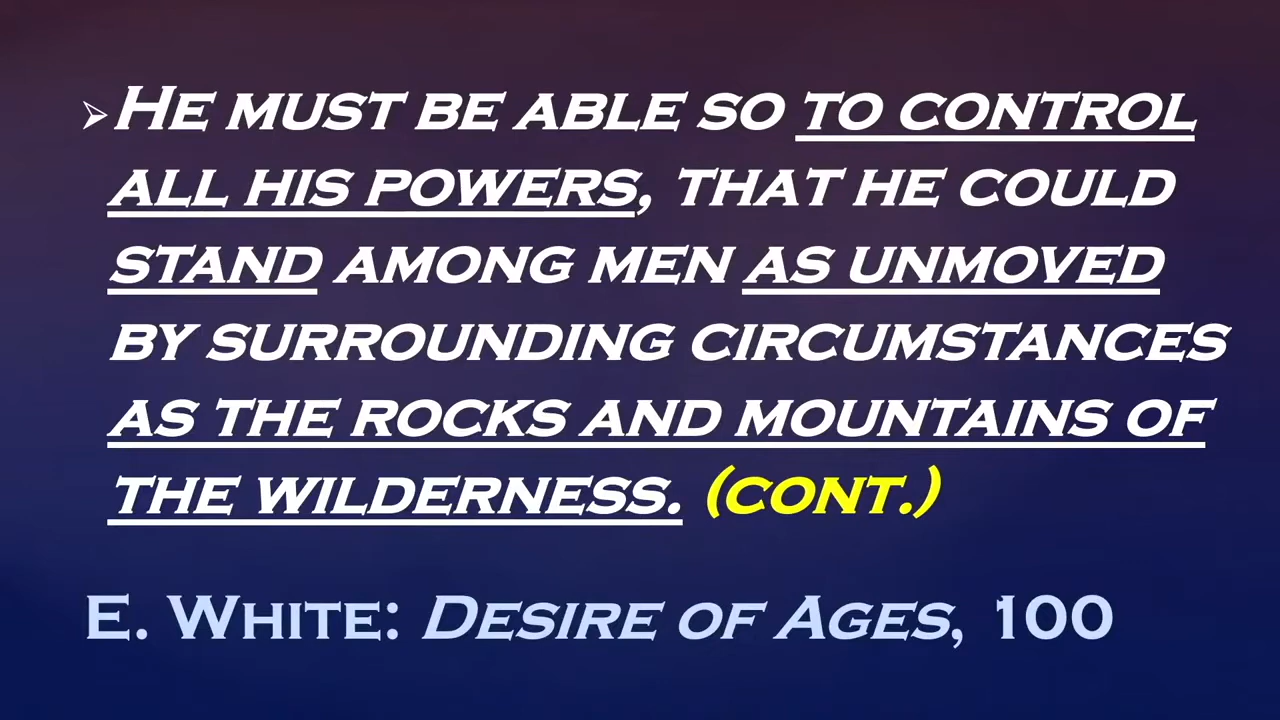 ➢HE MUST BE ABLE SO TO CONTROL
ALL HIS POWERS, THAT HE COULD
STAND AMONG MEN AS UNMOVED
BY SURROUNDING CIRCUMSTANCES
AS THE ROCKS AND MOUNTAINS OF
THE WILDERNESS. (CONT.)
E. WHITE: DESIRE OF AGES, 100